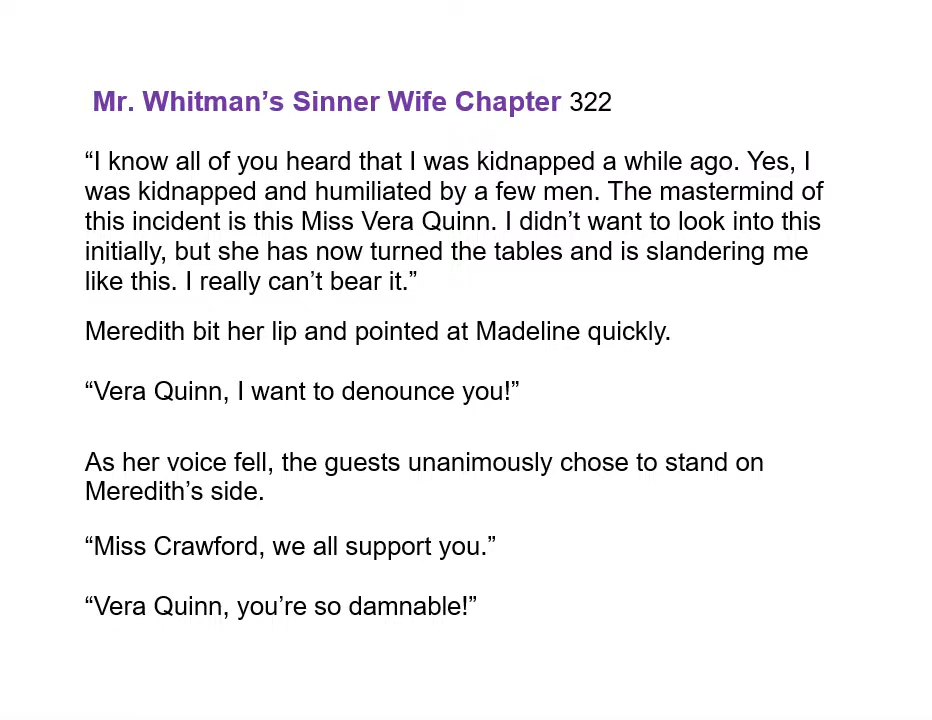 Mr. Whitman’s Sinner Wife Chapter 322
“I know all of you heard that I was kidnapped a while ago. Yes, I
was kidnapped and humiliated by a few men. The mastermind of
this incident is this Miss Vera Quinn. I didn’t want to look into this
initially, but she has now turned the tables and is slandering me
like this. I really can’t bear it.”
Meredith bit her lip and pointed at Madeline quickly.
“Vera Quinn, I want to denounce you!”
As her voice fell, the guests unanimously chose to stand on
Meredith’s side.
“Miss Crawford, we all support you.”
“Vera Quinn, you’re so damnable!”